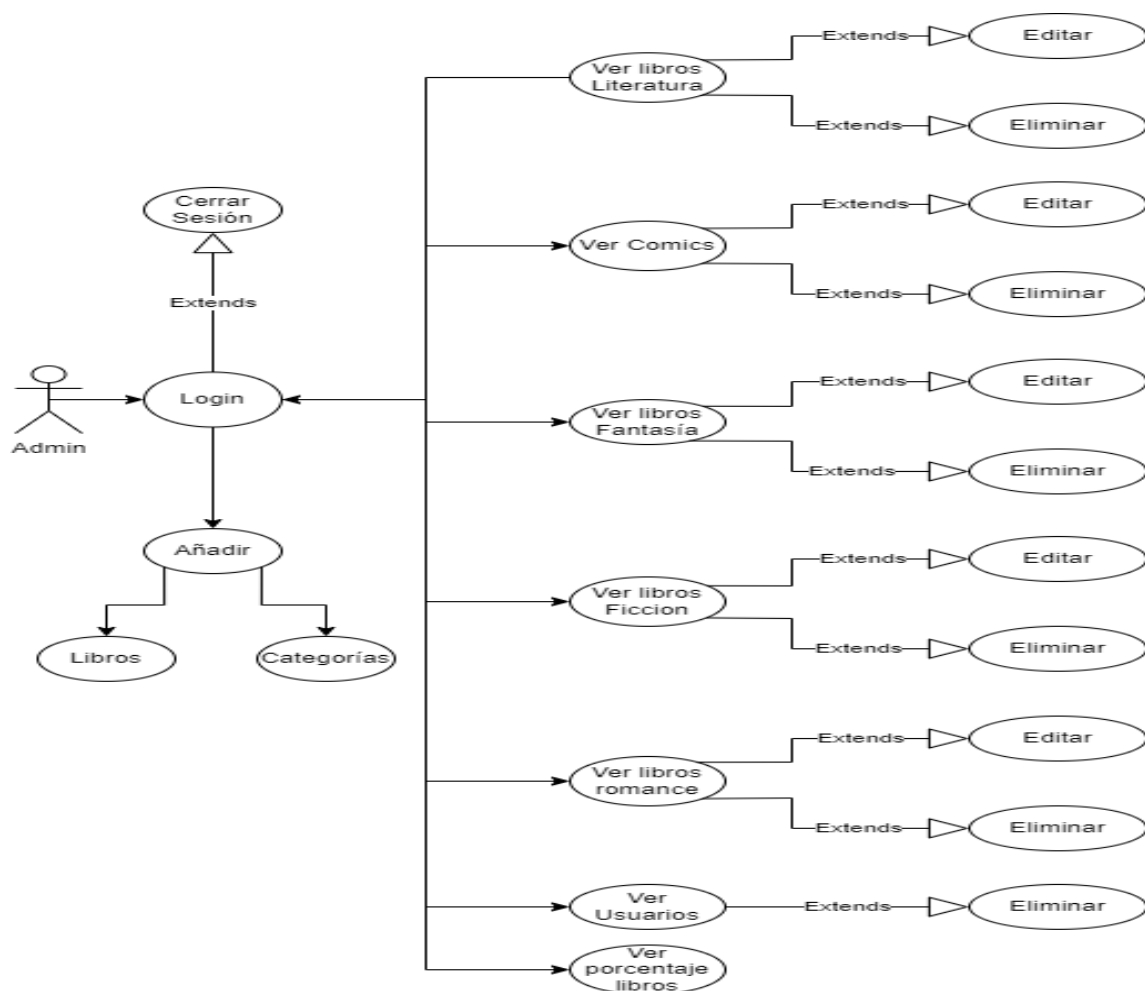 Extends
Editar
Ver libros
Literatura
Extends
Eliminar
Cerrar
Sesión
Extends
Editar
Ver Comics
Extends
Extends
Eliminar
Login
Admin
Extends
Editar
Ver libros
Fantasía
Extends
Eliminar
Añadir
Libros
Categorías
Extends
Editar
Ver libros
Ficcion
Extends
Eliminar
Extends
Editar
Ver libros
romance
Extends
Eliminar
Ver
Usuarios
Extends
Eliminar
Ver
porcentaje
libros